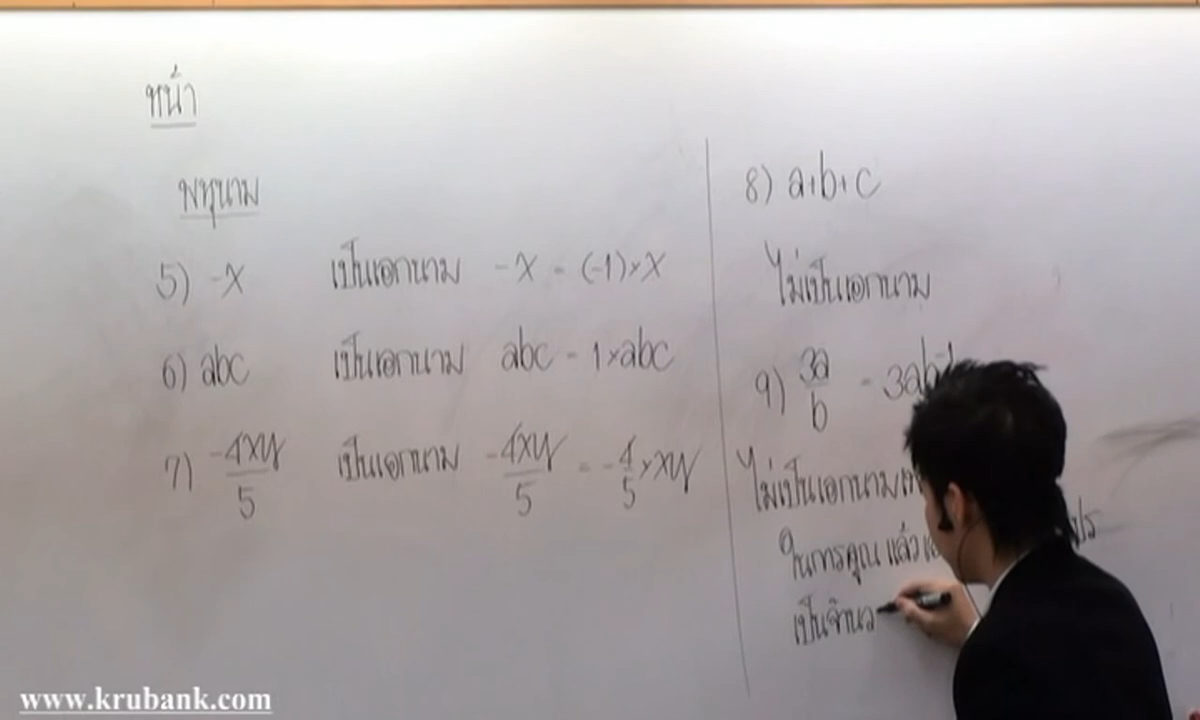 หน้า
พหุนาม
5) -x เป็นเอกนาม -x = (-1)×x
6) abc เป็นเอกนาม abc = 1×abc
7) -4xy/5 เป็นเอกนาม -4xy/5 = -4/5×xy
8) a+b+c
ไม่เป็นเอกนาม
9) 3a/b = 3ab⁻¹
ไม่เป็นเอกนาม
ในการคูณ แล้ว
เป็นจำนว
www.krubank.com